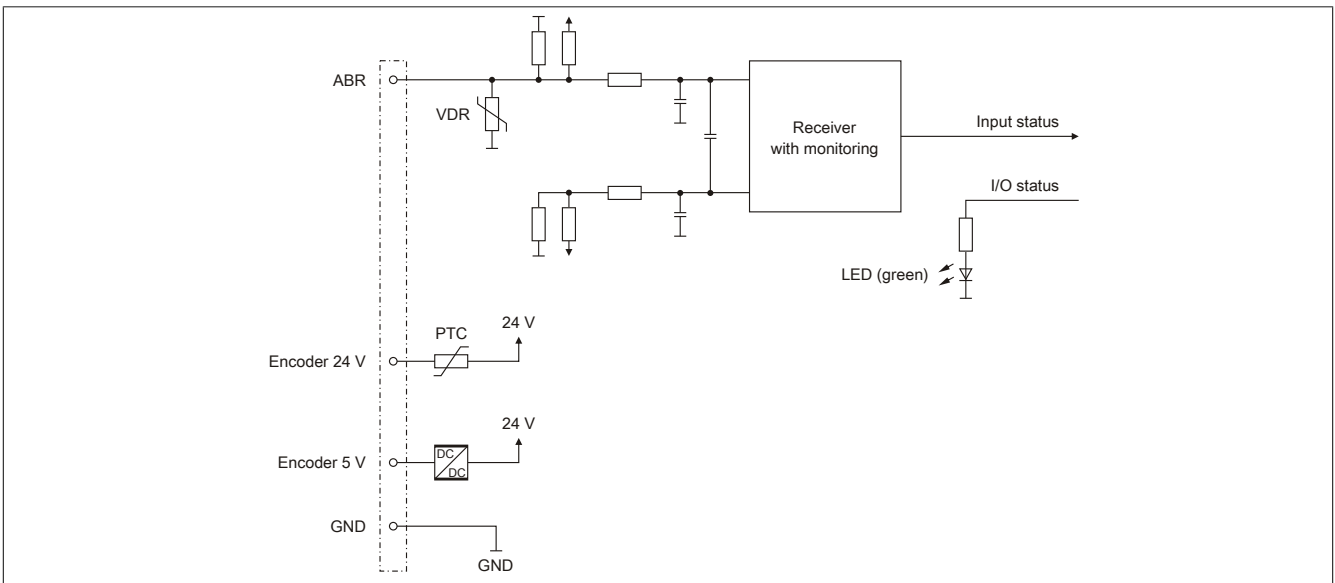 ABR
VDR
Receiver
with monitoring
Input status
I/O status
LED (green)
PTC
24 V
Encoder 24 V
24 V
Encoder 5 V
DC
DC
GND
GND